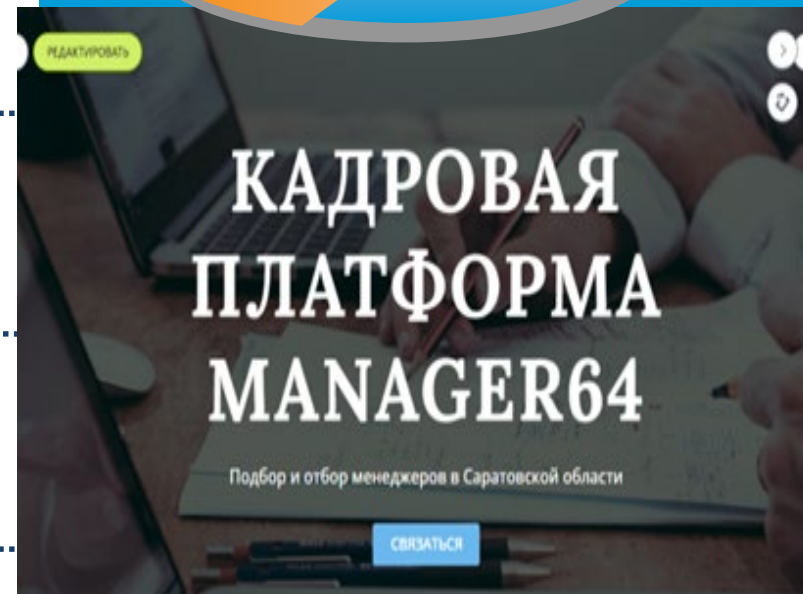 РЕДАКТИРОВАТЬ
КАДРОВАЯ
ПЛАТФОРМА
MANAGER64
Подбор и отбор менеджеров в Саратовской области
СВЯЗАТЬСЯ